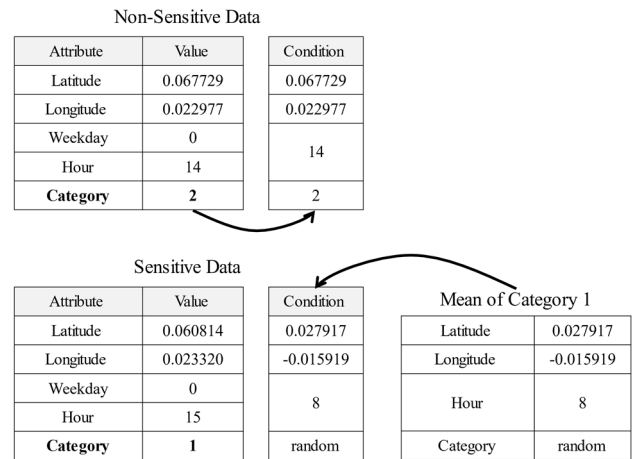 Non-Sensitive Data
Attribute Value Condition
Latitude 0.067729 0.067729
Longitude 0.022977 0.022977
Weekday 0
14
Hour 14
Category 2 2
Sensitive Data
Attribute Value Condition
Latitude 0.060814 0.027917
Longitude 0.023320 -0.015919
Weekday 0
8
Hour 15
Category 1 random
Mean of Category 1
Latitude 0.027917
Longitude -0.015919
Hour 8
Category random